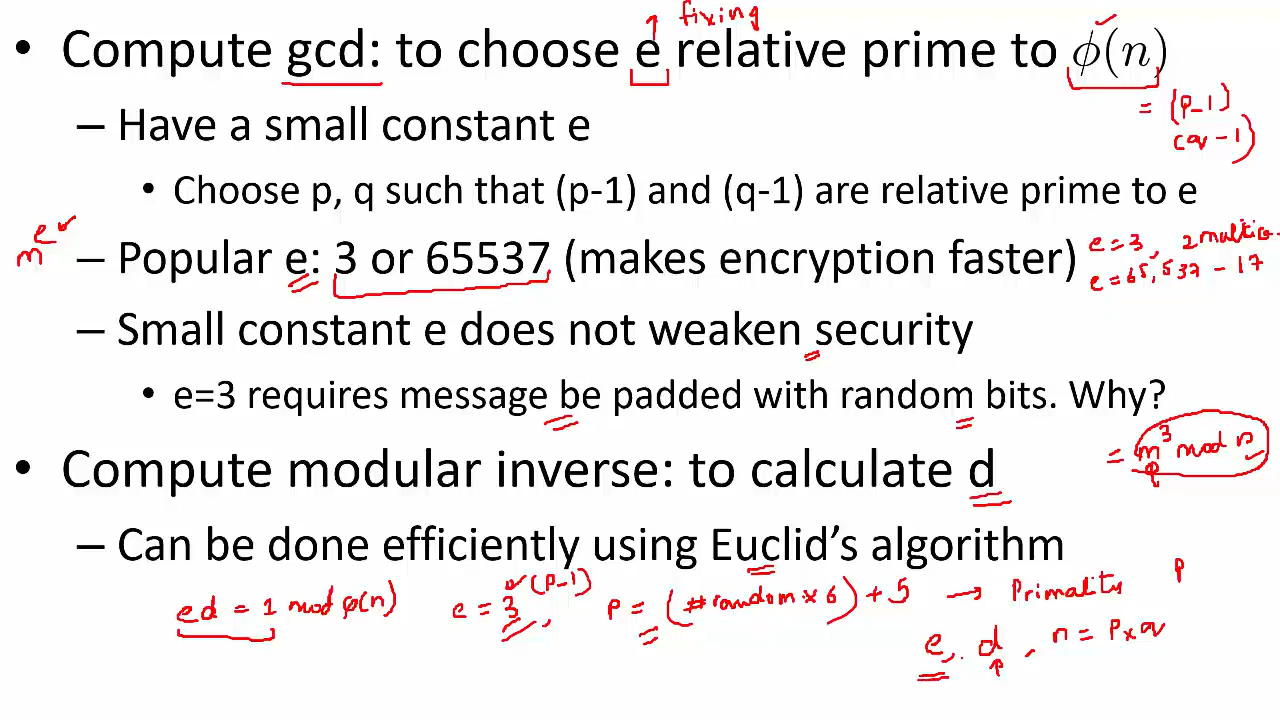 fixing
• Compute gcd: to choose e relative prime to ϕ(n)
= (p-1)
(q-1)
– Have a small constant e
• Choose p, q such that (p-1) and (q-1) are relative prime to e
m^e
– Popular e: 3 or 65537 (makes encryption faster)
e=3, 2
e=65,537 - 17
– Small constant e does not weaken security
• e=3 requires message be padded with random bits. Why?
= m^3 mod n
• Compute modular inverse: to calculate d
– Can be done efficiently using Euclid’s algorithm
ed = 1 mod φ(n)
e = 3, (p-1)
p = (#random × 6) + 5 → Primality p
e, d, n = p×q